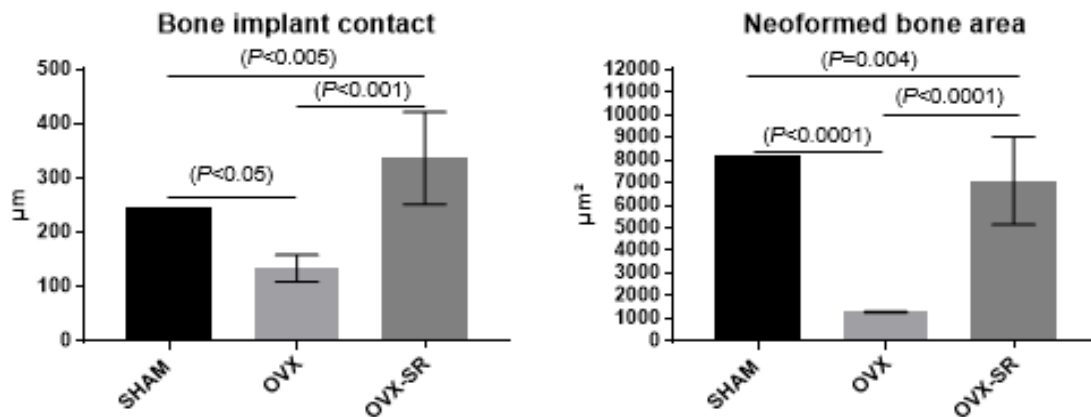 Bone implant contact
(P<0.005)
(P<0.001)
(P<0.05)
µm
500
400
300
200
100
0
SHAM
OVX
OVX-SR
Neoformed bone area
(P=0.004)
(P<0.0001)
(P<0.0001)
µm²
12000
11000
10000
9000
8000
7000
6000
5000
4000
3000
2000
1000
0
SHAM
OVX
OVX-SR